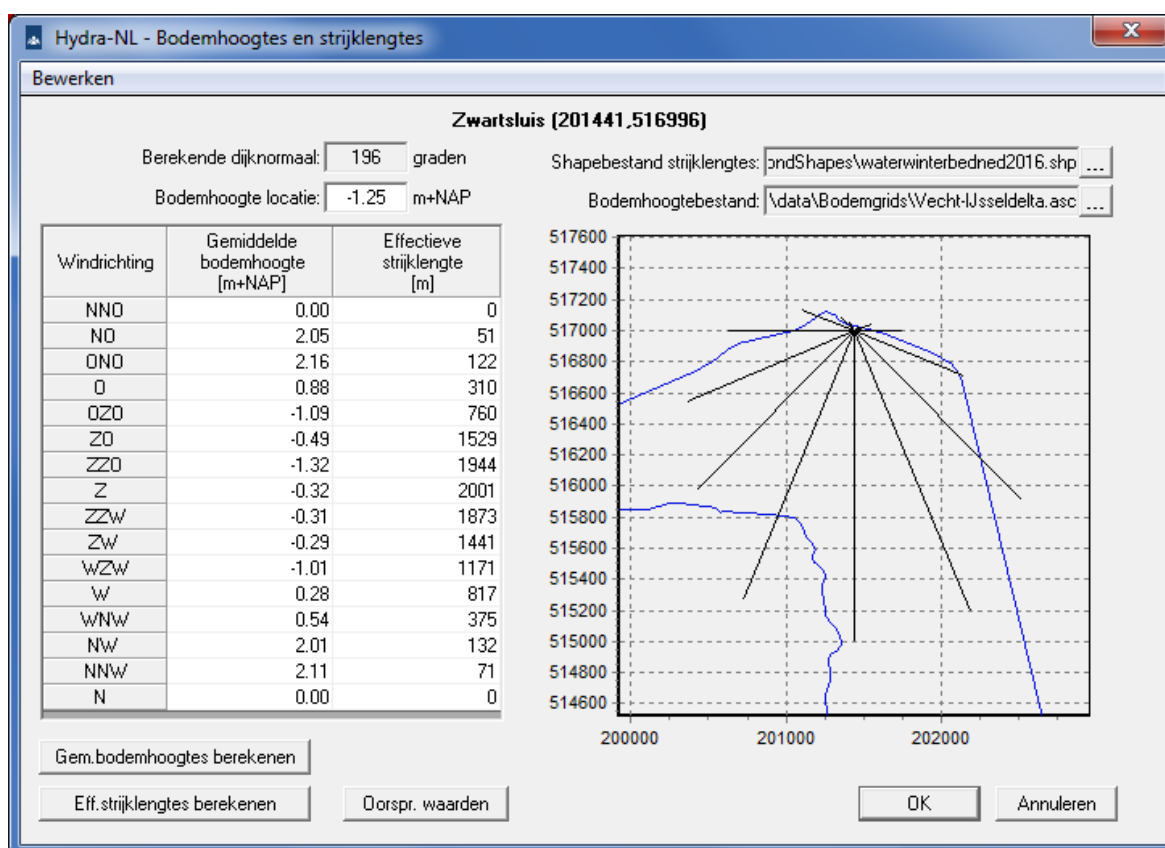 Hydra-NL - Bodemhoogtes en strijklengtes
X
Bewerken
Zwartsluis (201441,516996)
Berekende dijknormaal: 196 graden
Bodemhoogte locatie: -1.25 m+NAP
Shapebestand strijklengtes: ondShapes\waterwinterbedned2016.shp ...
Bodemhoogtebestand: \data\Bodemgrids\Vecht-IJsseldelta.asc ...
Windrichting Gemiddelde bodemhoogte [m+NAP] Effectieve strijklengte [m]
NNO 0.00 0
NO 2.05 51
ONO 2.16 122
O 0.88 310
OZO -1.09 760
ZO -0.49 1529
ZZO -1.32 1944
Z -0.32 2001
ZZW -0.31 1873
ZW -0.29 1441
WZW -1.01 1171
W 0.28 817
WNW 0.54 375
NW 2.01 132
NNW 2.11 71
N 0.00 0
517600
517400
517200
517000
516800
516600
516400
516200
516000
515800
515600
515400
515200
515000
514800
514600
200000 201000 202000
Gem.bodemhoogtes berekenen
Eff.strijklengtes berekenen Oorspr. waarden OK Annuleren